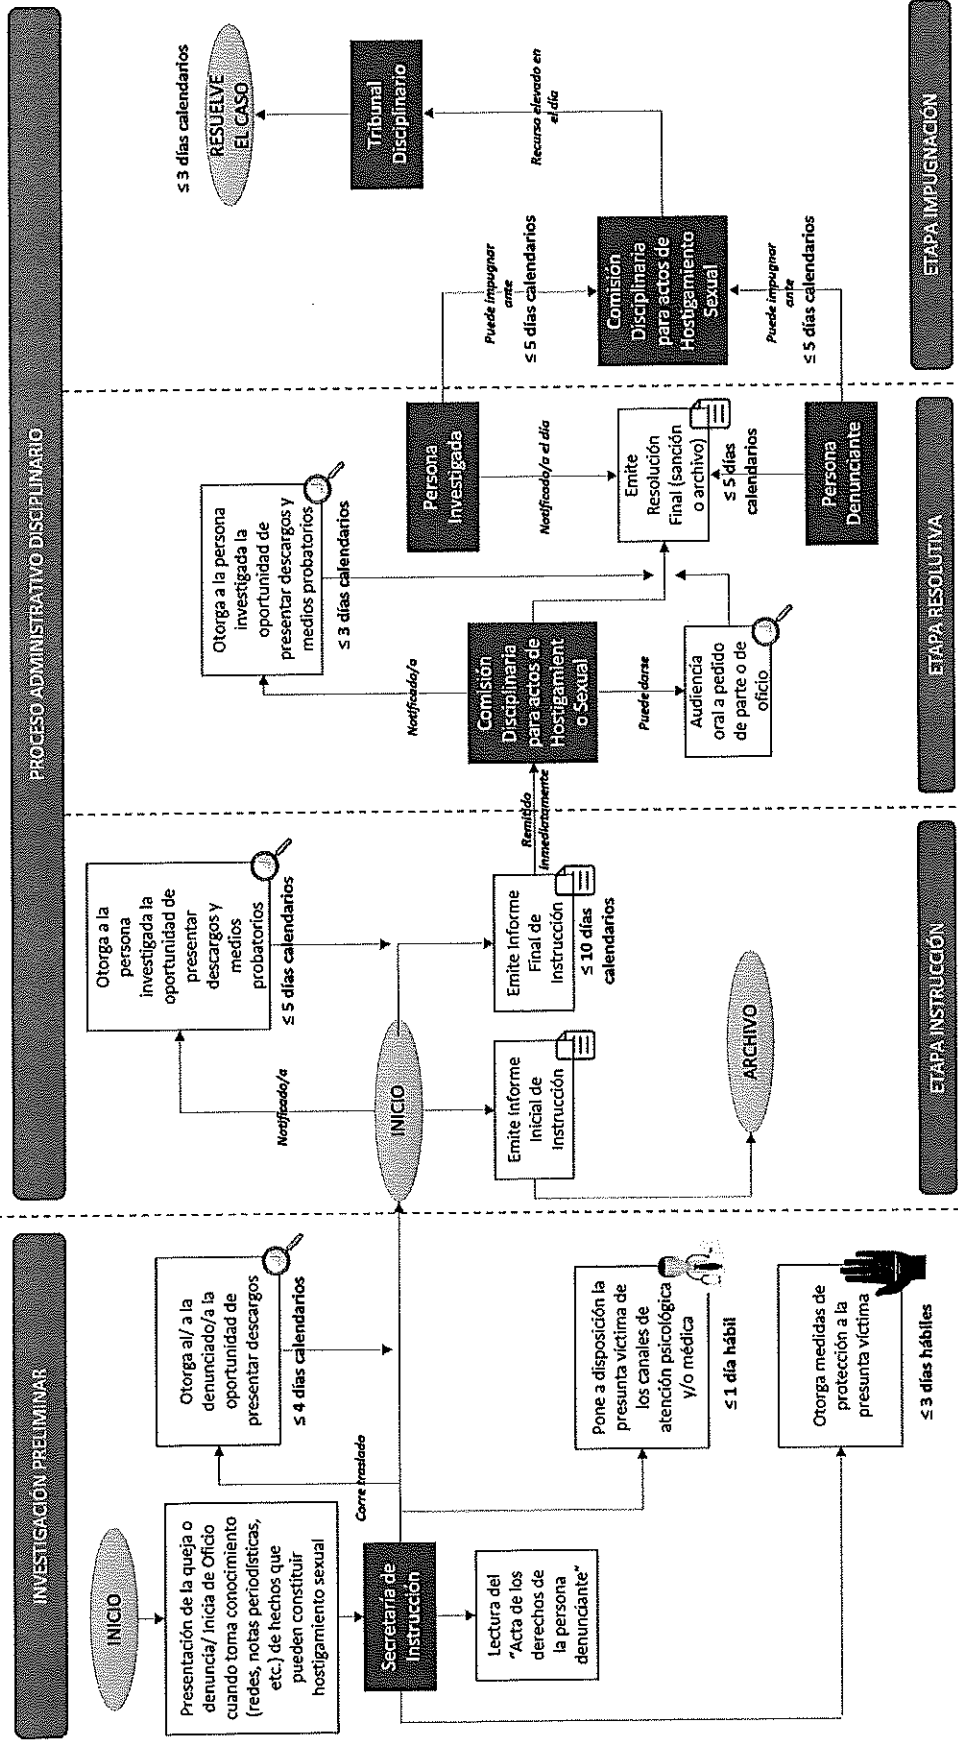 INVESTIGACIÓN PRELIMINAR
INICIO
Presentación de la queja o
denuncia/ Inicia de Oficio
cuando toma conocimiento
(redes, notas periodísticas,
etc.) de hechos que
pueden constituir
hostigamiento sexual
Secretaría de
Instrucción
Lectura del
"Acta de los
derechos de
la persona
denunciante"
Corre traslado
Otorga al/ a la
denunciado/a la
oportunidad de
presentar descargos
≤ 4 días calendarios
Pone a disposición la
presunta víctima de
los canales de
atención psicológica
y/o médica
≤ 1 día hábil
Otorga medidas de
protección a la
presunta víctima
≤ 3 días hábiles
PROCESO ADMINISTRATIVO DISCIPLINARIO
INICIO
Notificado/a
Otorga a la
persona
investigada la
oportunidad de
presentar
descargos y
medios
probatorios
≤ 5 días calendarios
Emite Informe
Inicial de
Instrucción
ARCHIVO
Emite Informe
Final de
Instrucción
≤ 10 días
calendarios
Remitido
inmediatamente
ETAPA INSTRUCCIÓN
Comisión
Disciplinaria
para actos de
Hostigamient
o Sexual
Notificado/a
Otorga a la persona
investigada la
oportunidad de
presentar descargos y
medios probatorios
≤ 3 días calendarios
Puede darse
Audiencia
oral a pedido
de parte o de
oficio
Emite
Resolución
Final (sanción
o archivo)
≤ 5 días
calendarios
Notificado/a el día
Persona
Investigada
Persona
Denunciante
ETAPA RESOLUTIVA
Puede impugnar
ante
≤ 5 días calendarios
Comisión
Disciplinaria
para actos de
Hostigamiento
Sexual
Puede impugnar
ante
≤ 5 días calendarios
Recurso elevado en
el día
Tribunal
Disciplinario
RESUELVE
EL CASO
≤ 3 días calendarios
ETAPA IMPUGNACIÓN